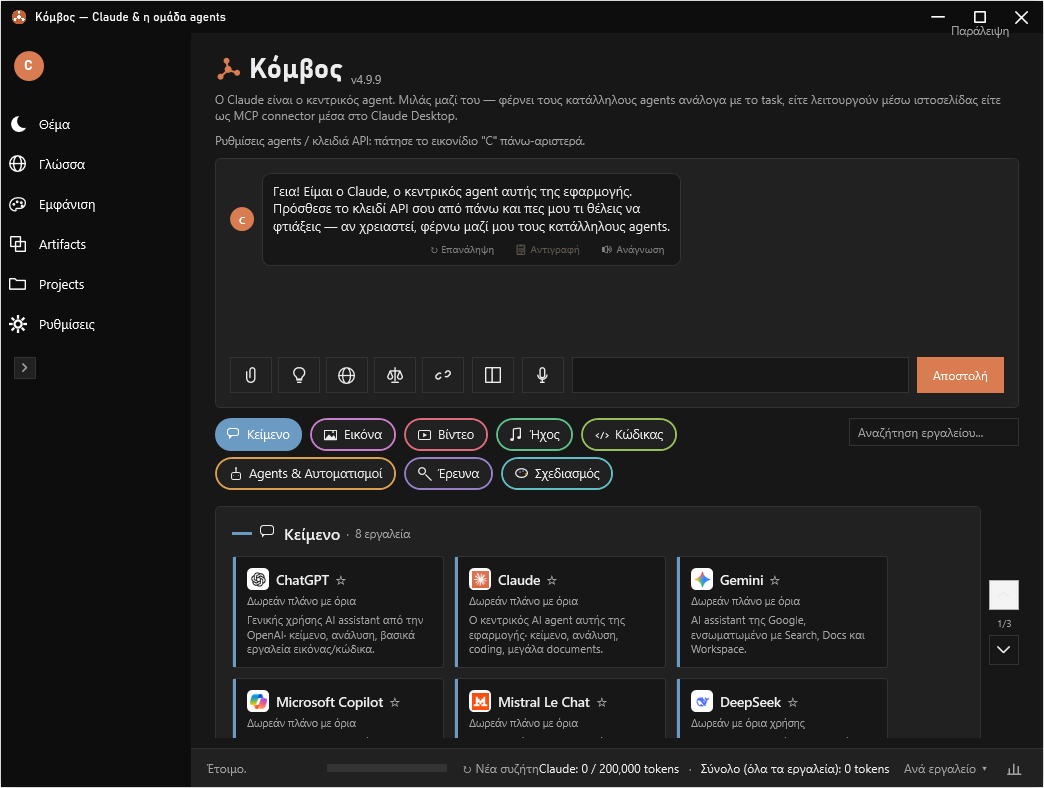 Κόμβος — Claude & η ομάδα agents
Παράλειψη
C
Θέμα
Γλώσσα
Εμφάνιση
Artifacts
Projects
Ρυθμίσεις
Κόμβος v4.9.9
Ο Claude είναι ο κεντρικός agent. Μιλάς μαζί του — φέρνει τους κατάλληλους agents ανάλογα με το task, είτε λειτουργούν μέσω ιστοσελίδας είτε
ως MCP connector μέσα στο Claude Desktop.
Ρυθμίσεις agents / κλειδιά API: πάτησε το εικονίδιο "C" πάνω-αριστερά.
C
Γεια! Είμαι ο Claude, ο κεντρικός agent αυτής της εφαρμογής.
Πρόσθεσε το κλειδί API σου από πάνω και πες μου τι θέλεις να
φτιάξεις — αν χρειαστεί, φέρνω μαζί μου τους κατάλληλους agents.
↻ Επανάληψη Αντιγραφή Ανάγνωση
Αποστολή
Κείμενο Εικόνα Βίντεο Ήχος Κώδικας
Αναζήτηση εργαλείου...
Agents & Αυτοματισμοί Έρευνα Σχεδιασμός
Κείμενο · 8 εργαλεία
ChatGPT ☆
Δωρεάν πλάνο με όρια
Γενικής χρήσης AI assistant από την
OpenAI· κείμενο, ανάλυση, βασικά
εργαλεία εικόνας/κώδικα.
Claude ☆
Δωρεάν πλάνο με όρια
Ο κεντρικός AI agent αυτής της
εφαρμογής· κείμενο, ανάλυση,
coding, μεγάλα documents.
Gemini ☆
Δωρεάν πλάνο με όρια
AI assistant της Google,
ενσωματωμένο με Search, Docs και
Workspace.
1/3
Microsoft Copilot ☆
Δωρεάν πλάνο με όρια
Mistral Le Chat ☆
Δωρεάν πλάνο με όρια
DeepSeek ☆
Δωρεάν με όρια χρήσης
Έτοιμο. ↻ Νέα συζήτ Claude: 0 / 200,000 tokens · Σύνολο (όλα τα εργαλεία): 0 tokens Ανά εργαλείο ▾